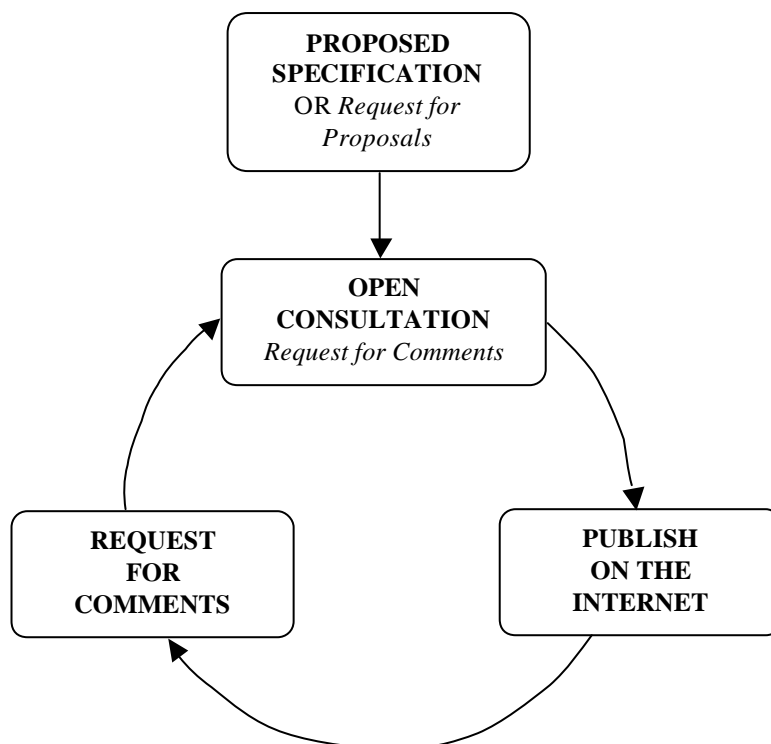 PROPOSED
SPECIFICATION
OR Request for
Proposals
OPEN
CONSULTATION
Request for Comments
REQUEST
FOR
COMMENTS
PUBLISH
ON THE
INTERNET